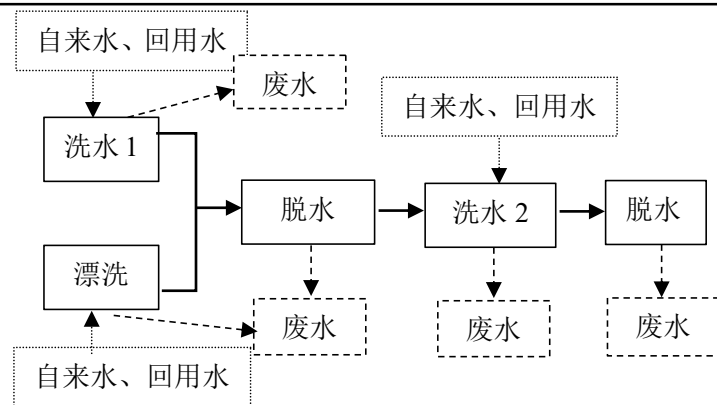 自来水、回用水
废水
自来水、回用水
洗水 1
脱水
洗水 2
脱水
漂洗
废水
废水
废水
自来水、回用水